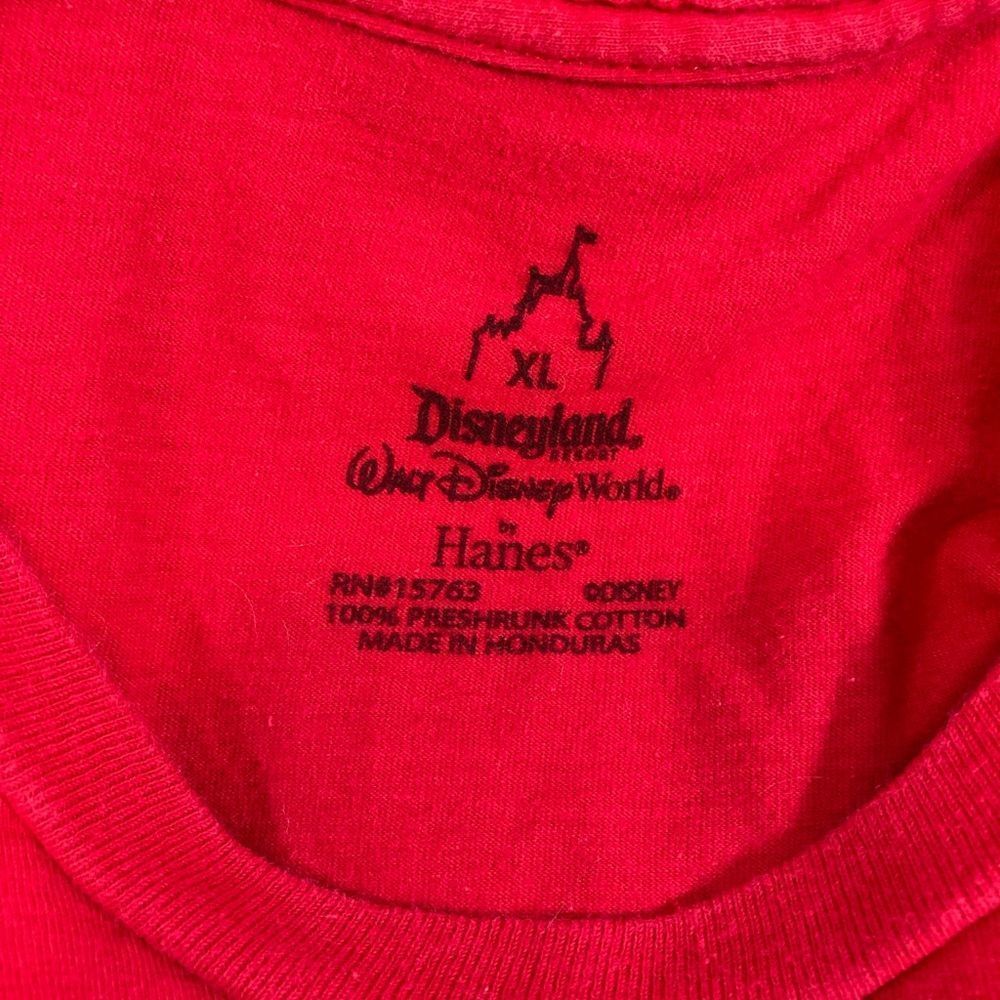 XL
Disneyland®
RESORT
Walt Disney World®
by
Hanes®
RN#15763 ©DISNEY
100% PRESHRUNK COTTON
MADE IN HONDURAS